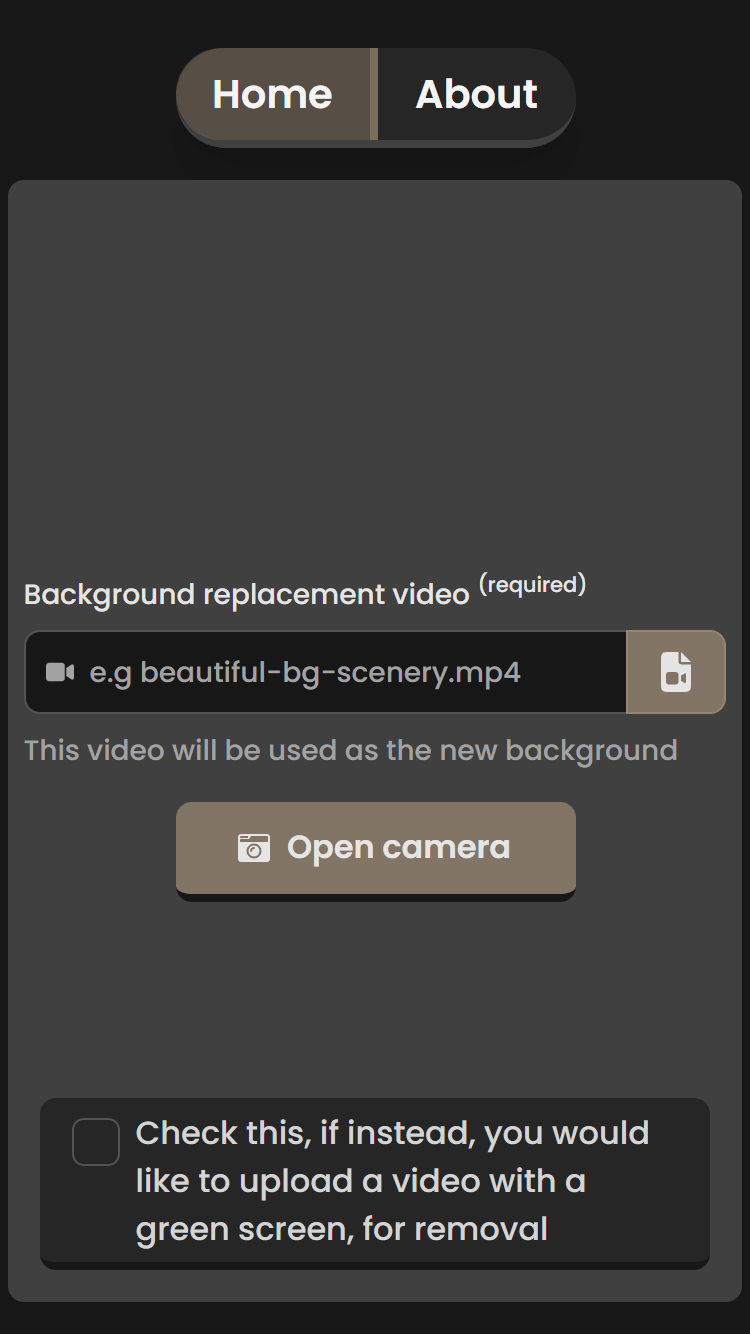 Home About
Background replacement video (required)
e.g beautiful-bg-scenery.mp4
This video will be used as the new background
Open camera
Check this, if instead, you would
like to upload a video with a
green screen, for removal